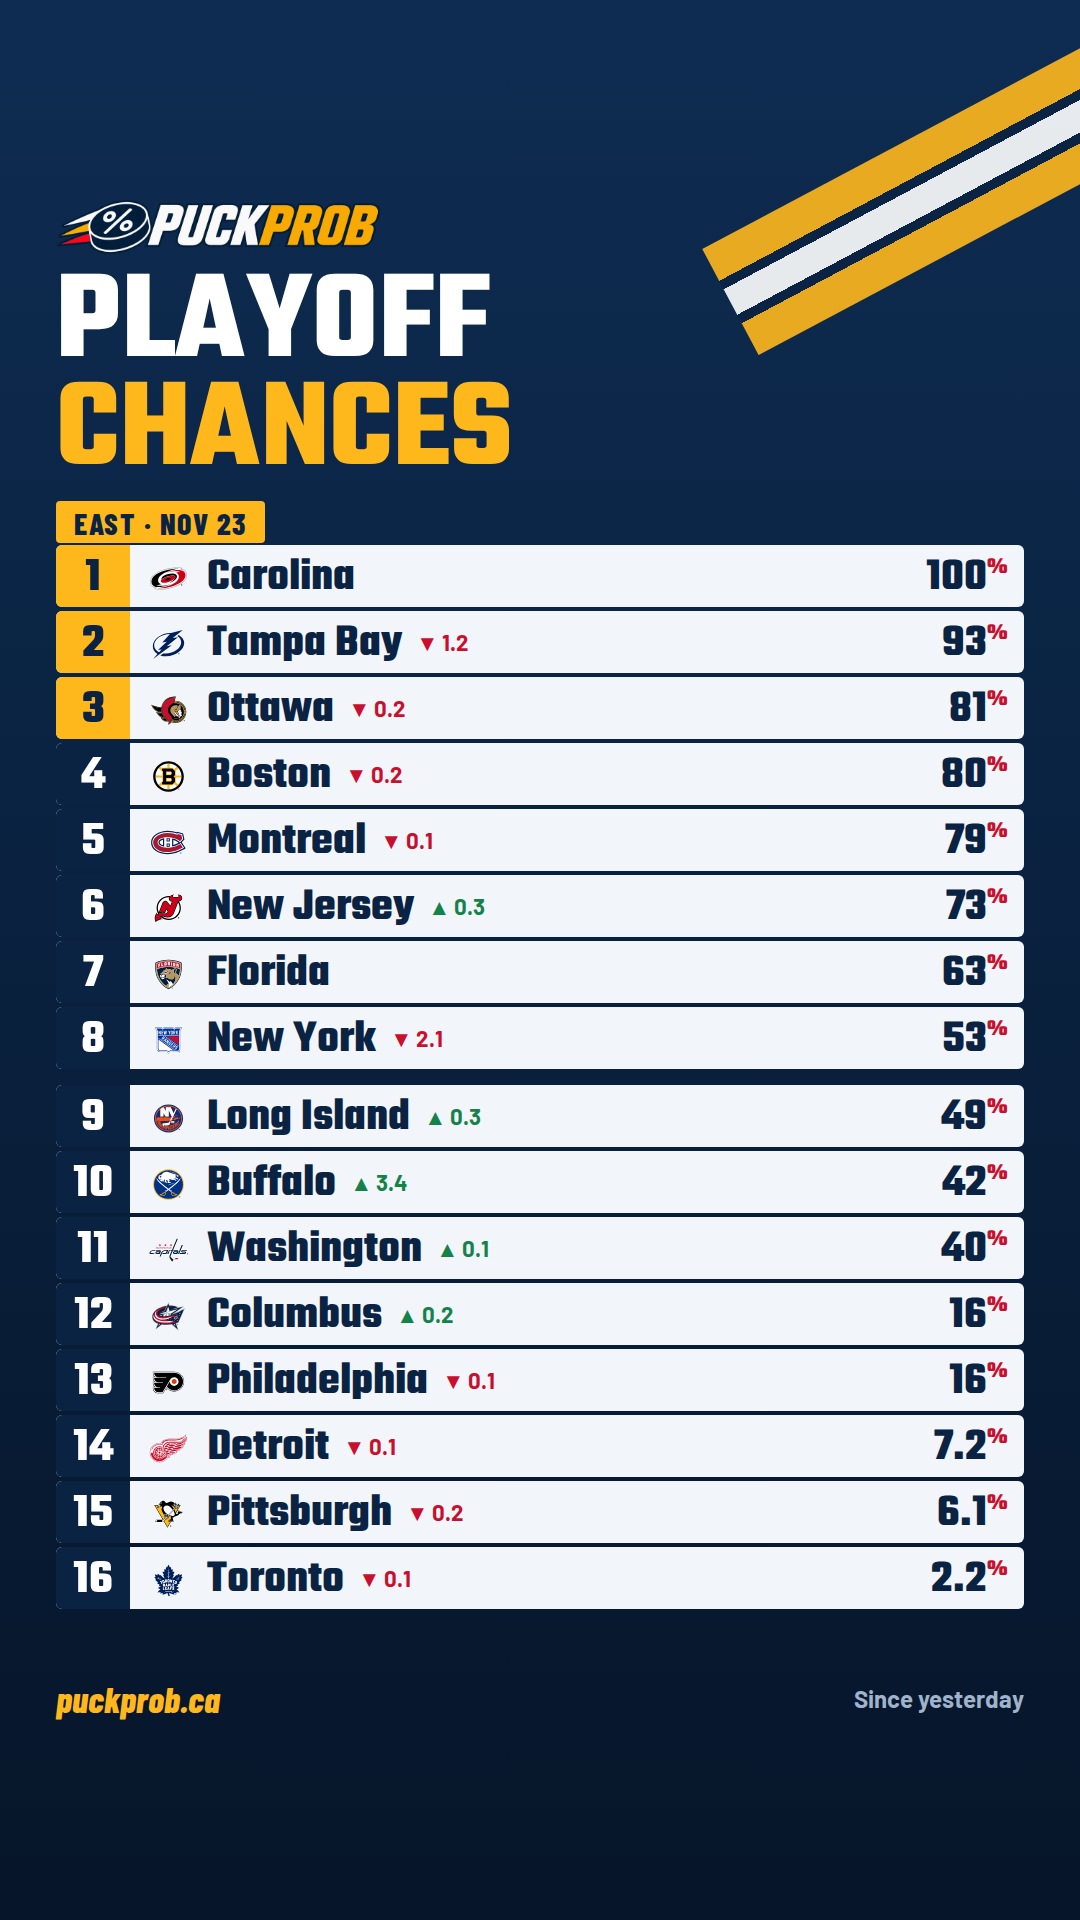 PUCKPROB
PLAYOFF
CHANCES
EAST · NOV 23
1 Carolina 100%
2 Tampa Bay ▼ 1.2 93%
3 Ottawa ▼ 0.2 81%
4 Boston ▼ 0.2 80%
5 Montreal ▼ 0.1 79%
6 New Jersey ▲ 0.3 73%
7 Florida 63%
8 New York ▼ 2.1 53%
9 Long Island ▲ 0.3 49%
10 Buffalo ▲ 3.4 42%
11 capitals Washington ▲ 0.1 40%
12 Columbus ▲ 0.2 16%
13 Philadelphia ▼ 0.1 16%
14 Detroit ▼ 0.1 7.2%
15 Pittsburgh ▼ 0.2 6.1%
16 Toronto ▼ 0.1 2.2%
puckprob.ca Since yesterday